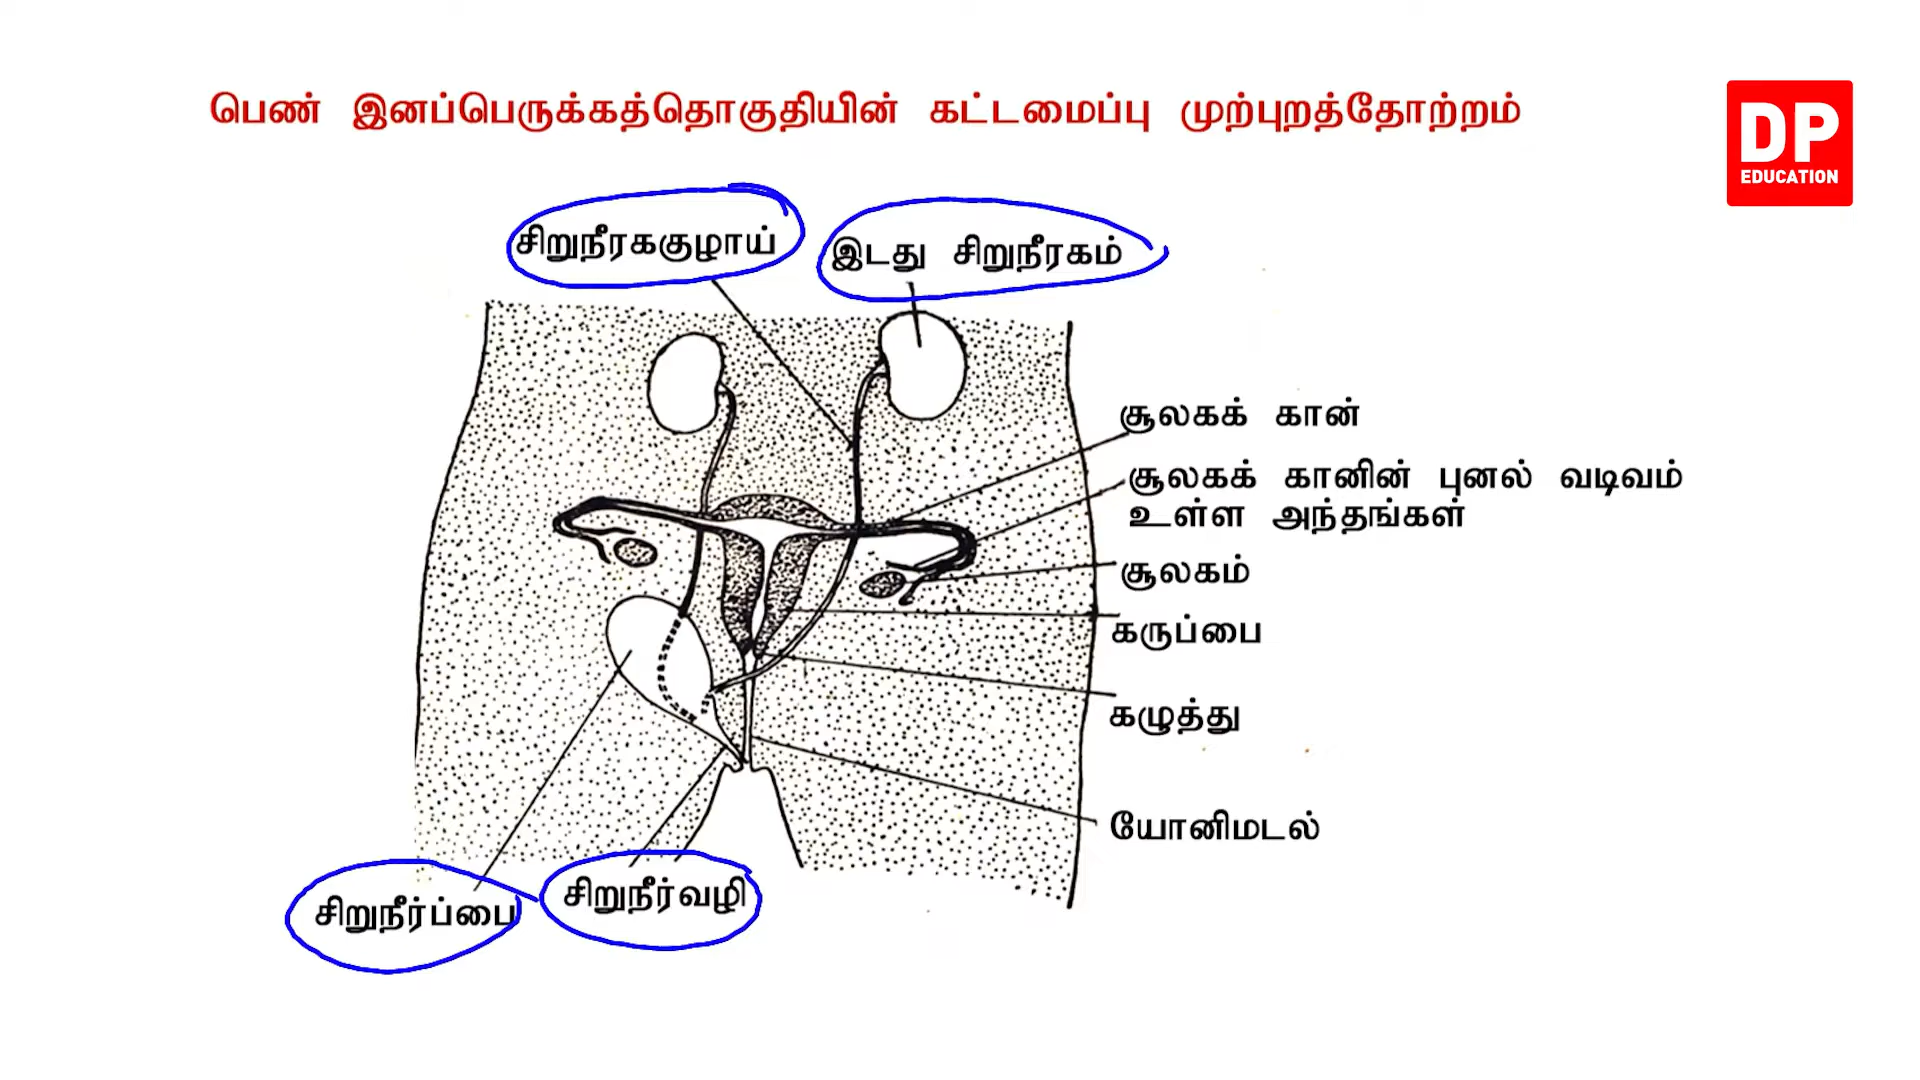 பெண் இனப்பெருக்கத்தொகுதியின் கட்டமைப்பு முற்புறத்தோற்றம்
DP
EDUCATION
சிறுநீரககுழாய்
இடது சிறுநீரகம்
சூலகக் கான்
சூலகக் கானின் புனல் வடிவம்
உள்ள அந்தங்கள்
சூலகம்
கருப்பை
கழுத்து
யோனிமடல்
சிறுநீர்ப்பை
சிறுநீர்வழி